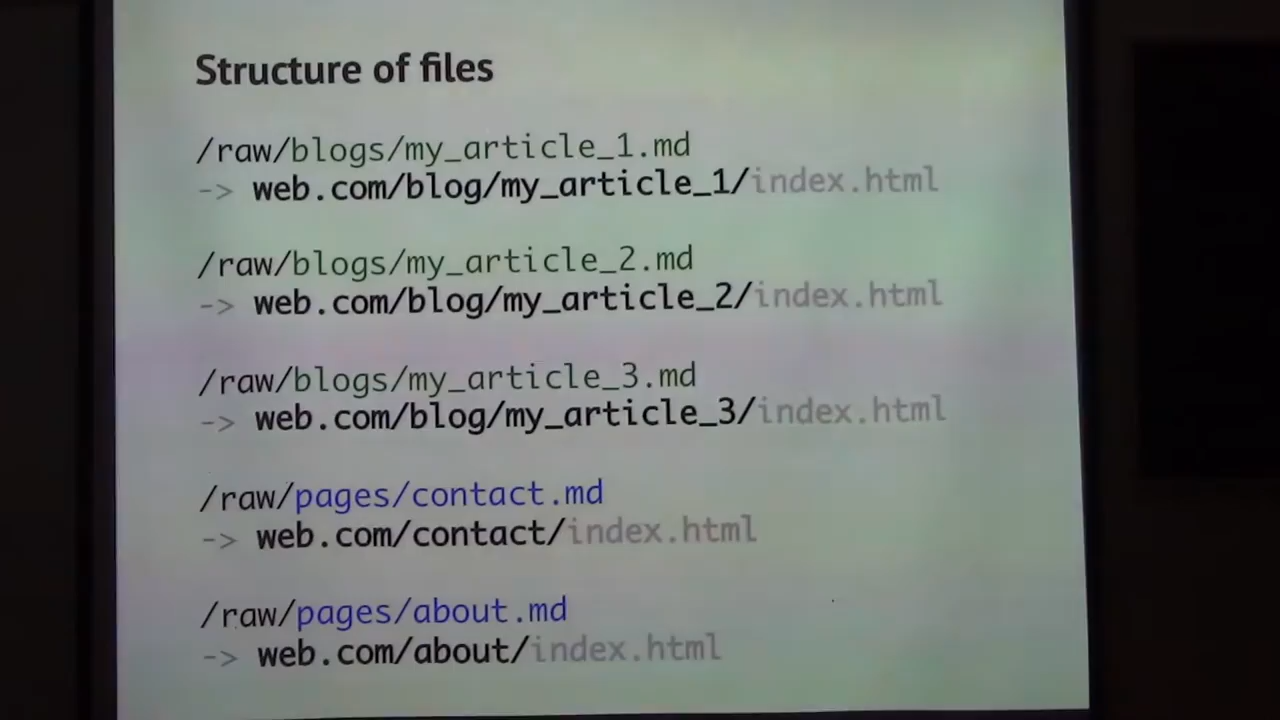 Structure of files
/raw/blogs/my_article_1.md
-> web.com/blog/my_article_1/index.html
/raw/blogs/my_article_2.md
-> web.com/blog/my_article_2/index.html
/raw/blogs/my_article_3.md
-> web.com/blog/my_article_3/index.html
/raw/pages/contact.md
-> web.com/contact/index.html
/raw/pages/about.md
-> web.com/about/index.html